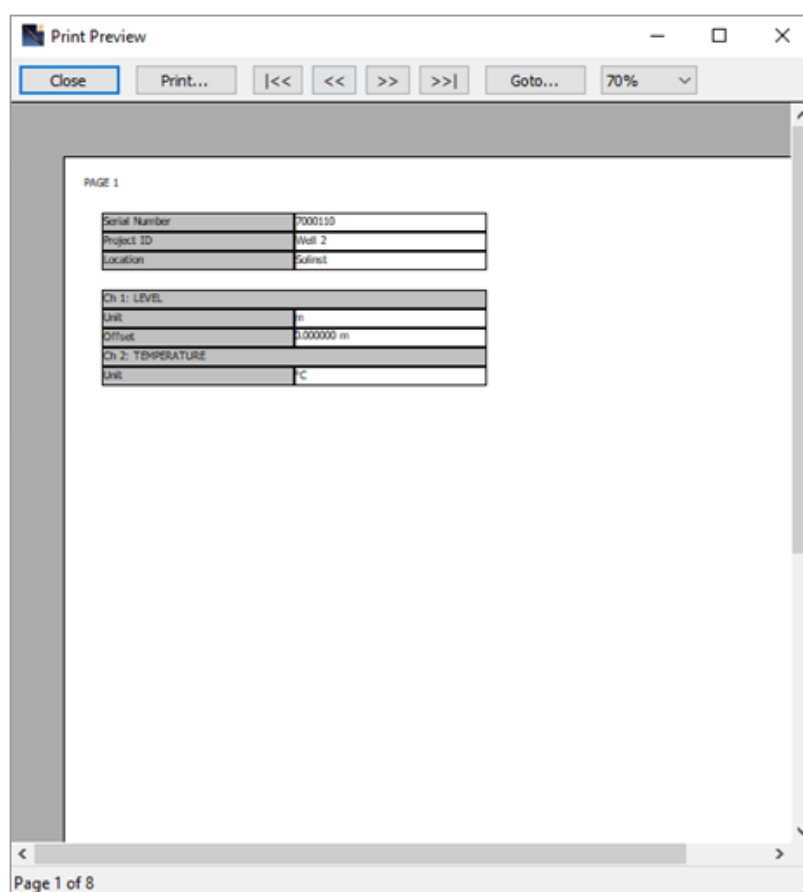 Print Preview
Close Print... |<< << >> >>| Goto... 70%
PAGE 1
Serial Number 7000110
Project ID Well 2
Location Solinst
Ch 1: LEVEL
Unit m
Offset 0.000000 m
Ch 2: TEMPERATURE
Unit °C
Page 1 of 8